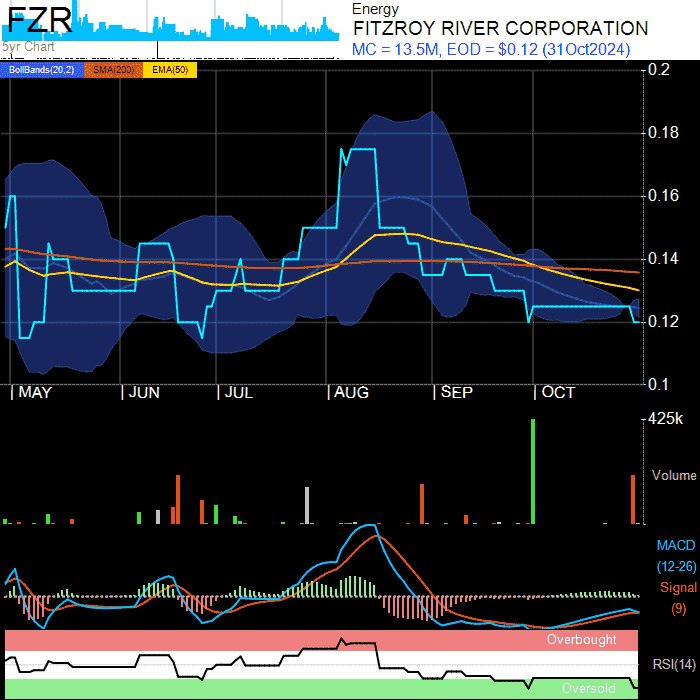 FZR
5yr Chart
Energy
FITZROY RIVER CORPORATION
MC = 13.5M, EOD = $0.12 (31Oct2024)
BollBands(20,2) SMA(200) EMA(50)
0.2
0.18
0.16
0.14
0.12
0.1
MAY JUN JUL AUG SEP OCT
425k
Volume
MACD
(12-26)
Signal
(9)
Overbought
RSI(14)
Oversold